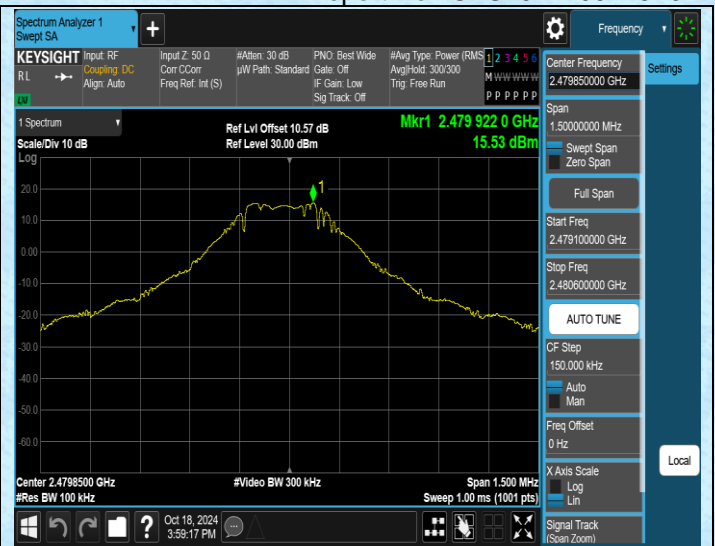 Spectrum Analyzer 1
Swept SA
+
Frequency
KEYSIGHT
RL
LXI
Input: RF
Coupling: DC
Align: Auto
Input Z: 50 Ω
Corr CCorr
Freq Ref: Int (S)
#Atten: 30 dB
µW Path: Standard
PNO: Best Wide
Gate: Off
IF Gain: Low
Sig Track: Off
#Avg Type: Power (RMS
Avg|Hold: 300/300
Trig: Free Run
1 2 3 4 5 6
M W W W W W
P P P P P P
1 Spectrum
Scale/Div 10 dB
Ref Lvl Offset 10.57 dB
Ref Level 30.00 dBm
Mkr1 2.479 922 0 GHz
15.53 dBm
Log
1
20.0
10.0
0.00
-10.0
-20.0
-30.0
-40.0
-50.0
-60.0
Center 2.4798500 GHz
#Res BW 100 kHz
#Video BW 300 kHz
Span 1.500 MHz
Sweep 1.00 ms (1001 pts)
Center Frequency
2.479850000 GHz
Settings
Span
1.50000000 MHz
Swept Span
Zero Span
Full Span
Start Freq
2.479100000 GHz
Stop Freq
2.480600000 GHz
AUTO TUNE
CF Step
150.000 kHz
Auto
Man
Freq Offset
0 Hz
X Axis Scale
Log
Lin
Local
Signal Track
(Span Zoom)
?
Oct 18, 2024
3:59:17 PM